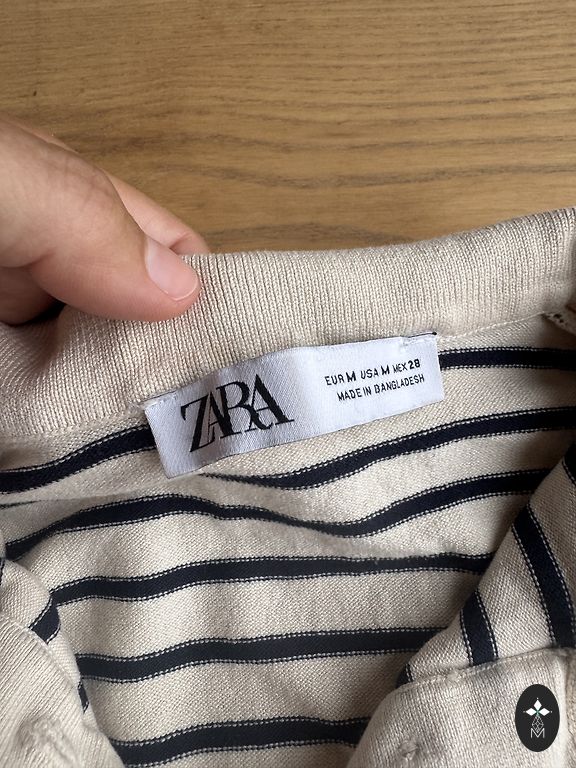 ZARA
EUR M USA M MEX 28
MADE IN BANGLADESH
M